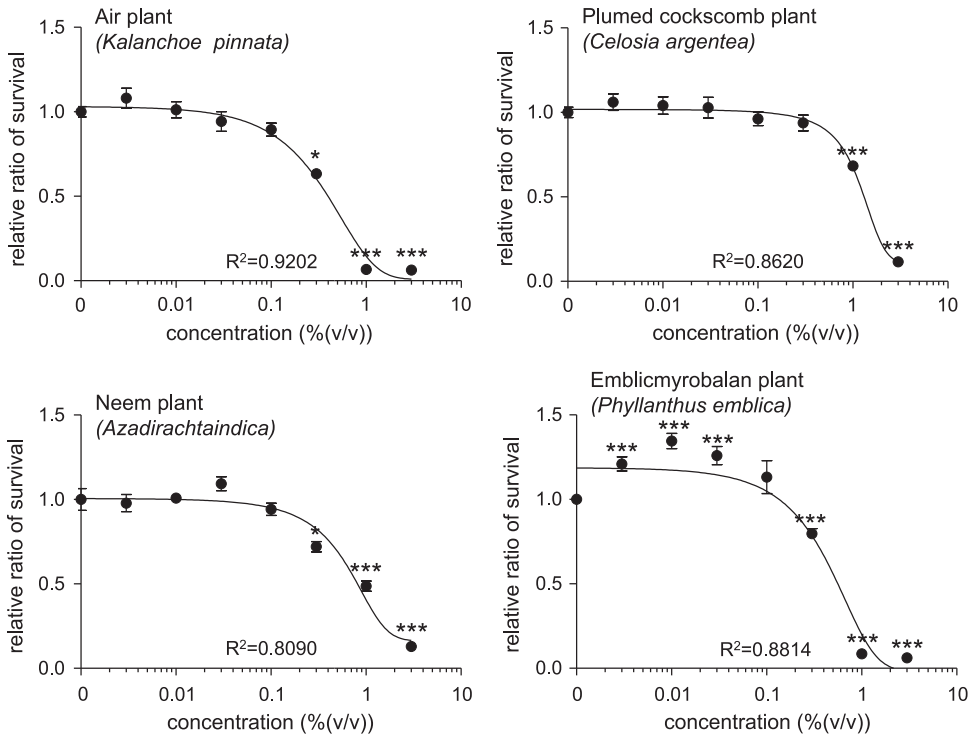 Air plant
(Kalanchoe pinnata)
1.5
1.0
0.5
0.0
relative ratio of survival
*
*** ***
R²=0.9202
0 0.01 0.1 1 10
concentration (%(v/v))
Plumed cockscomb plant
(Celosia argentea)
1.5
1.0
0.5
0.0
relative ratio of survival
***
***
R²=0.8620
0 0.01 0.1 1 10
concentration (%(v/v))
Neem plant
(Azadirachtaindica)
1.5
1.0
0.5
0.0
relative ratio of survival
*
***
***
R²=0.8090
0 0.01 0.1 1 10
concentration (%(v/v))
Emblicmyrobalan plant
(Phyllanthus emblica)
1.5
1.0
0.5
0.0
relative ratio of survival
*** *** ***
***
*** ***
R²=0.8814
0 0.01 0.1 1 10
concentration (%(v/v))